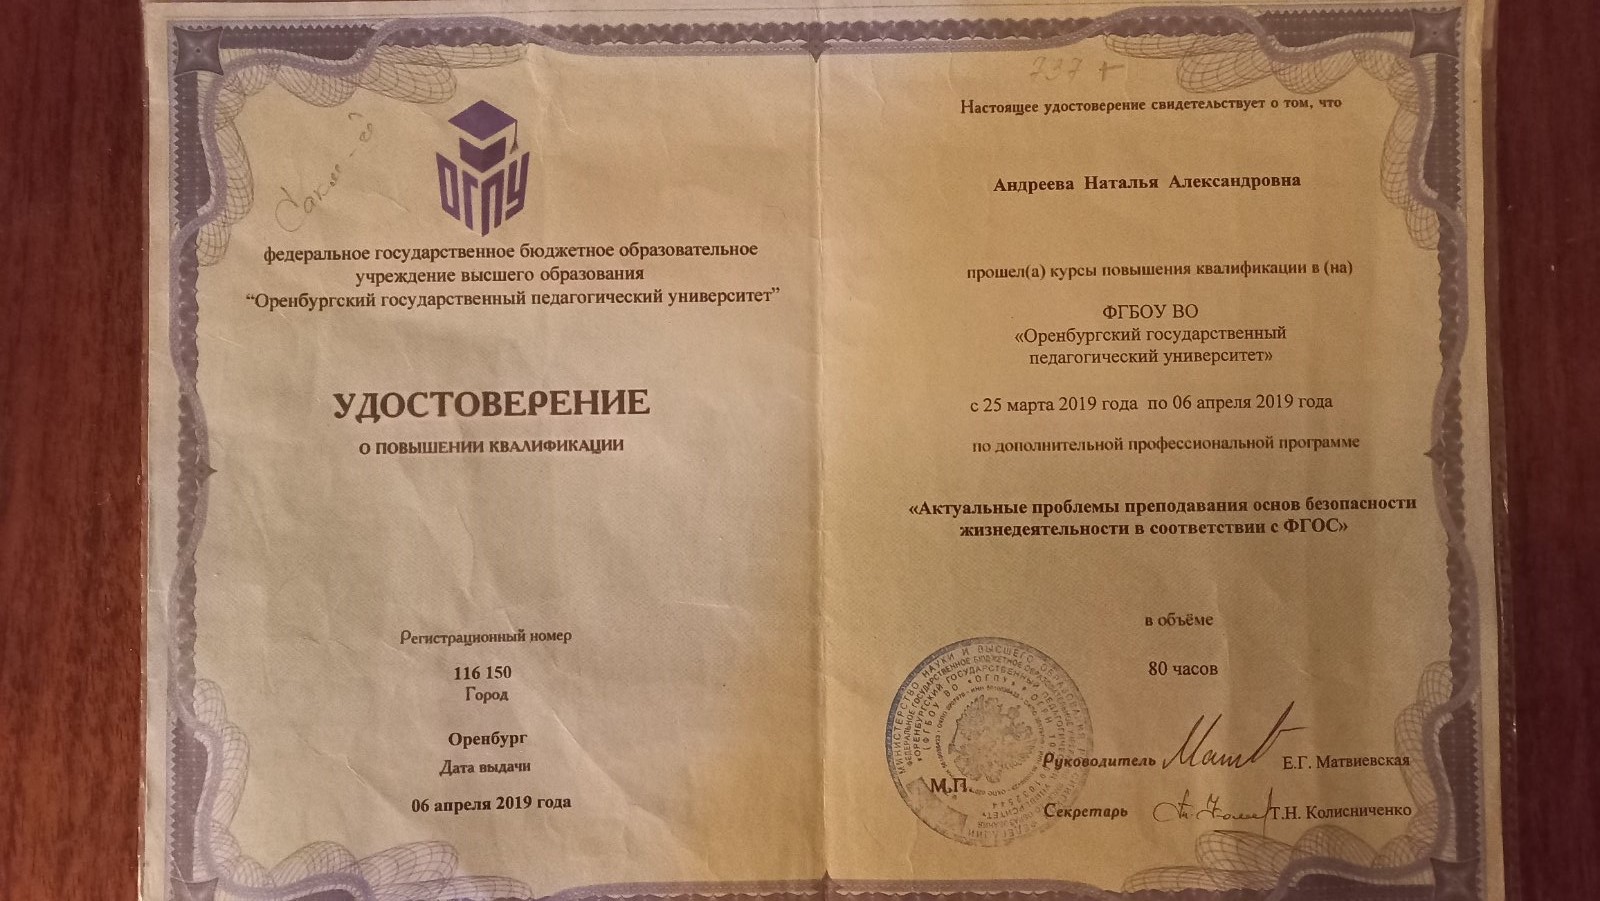 ОГПУ
федеральное государственное бюджетное образовательное
учреждение высшего образования
“Оренбургский государственный педагогический университет”
УДОСТОВЕРЕНИЕ
О ПОВЫШЕНИИ КВАЛИФИКАЦИИ
Регистрационный номер
116 150
Город
Оренбург
Дата выдачи
06 апреля 2019 года
737 +
Настоящее удостоверение свидетельствует о том, что
Андреева Наталья Александровна
прошел(а) курсы повышения квалификации в (на)
ФГБОУ ВО
«Оренбургский государственный
педагогический университет»
с 25 марта 2019 года по 06 апреля 2019 года
по дополнительной профессиональной программе
«Актуальные проблемы преподавания основ безопасности
жизнедеятельности в соответствии с ФГОС»
в объёме
80 часов
М.П.
Руководитель Е.Г. Матвиевская
Секретарь Т.Н. Колисниченко